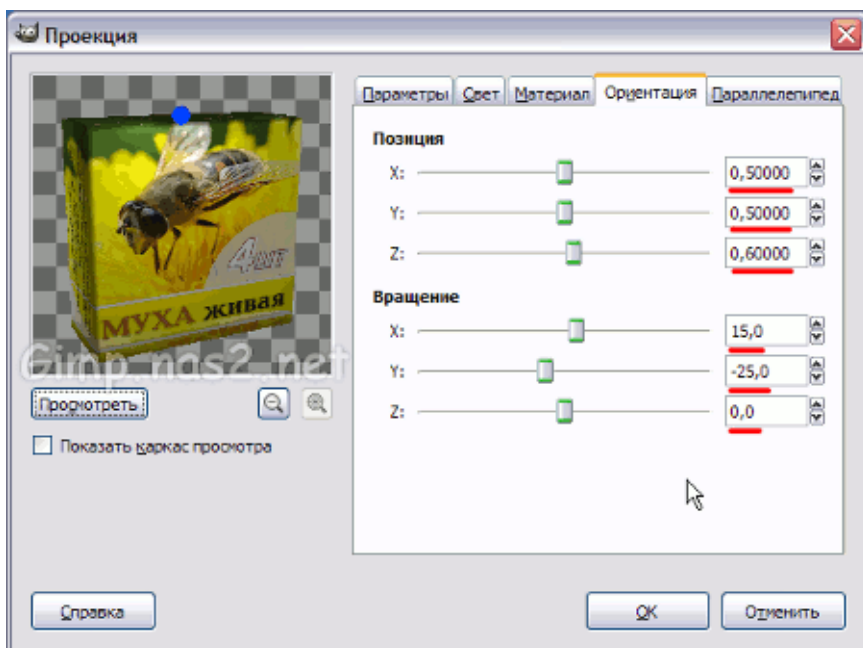 Проекция
Параметры Свет Материал Ориентация Параллелепипед
Позиция
X: 0,50000
Y: 0,50000
Z: 0,60000
Вращение
X: 15,0
Y: -25,0
Z: 0,0
4шт
МУХА живая
Gimp.nas2.net
Просмотреть
Показать каркас просмотра
Справка
OK
Отменить